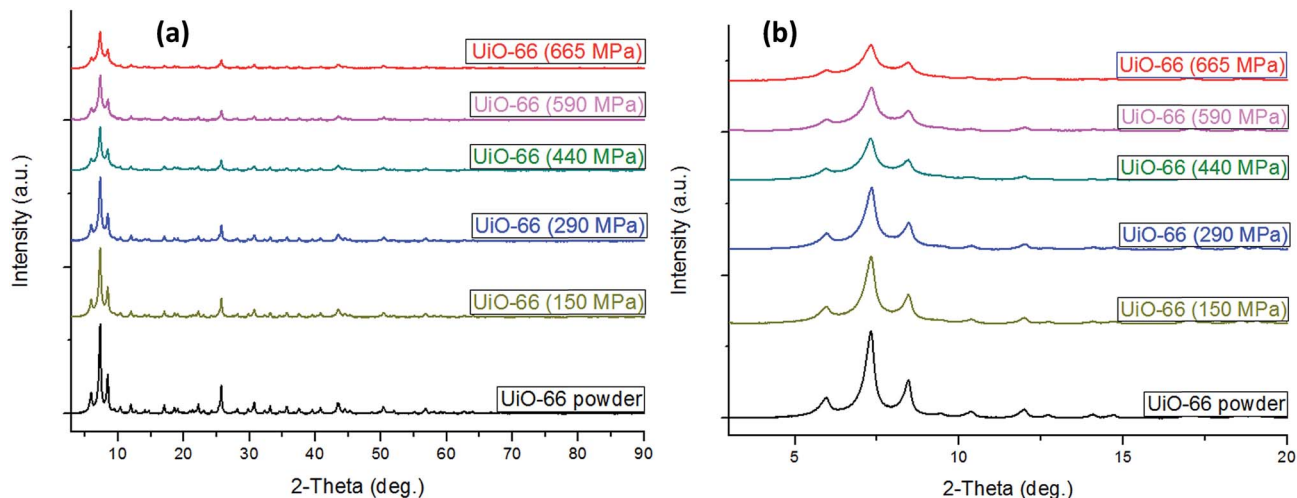 (a)
UiO-66 (665 MPa)
UiO-66 (590 MPa)
UiO-66 (440 MPa)
UiO-66 (290 MPa)
UiO-66 (150 MPa)
UiO-66 powder
Intensity (a.u.)
10 20 30 40 50 60 70 80 90
2-Theta (deg.)
(b)
UiO-66 (665 MPa)
UiO-66 (590 MPa)
UiO-66 (440 MPa)
UiO-66 (290 MPa)
UiO-66 (150 MPa)
UiO-66 powder
Intensity (a.u.)
5 10 15 20
2-Theta (deg.)